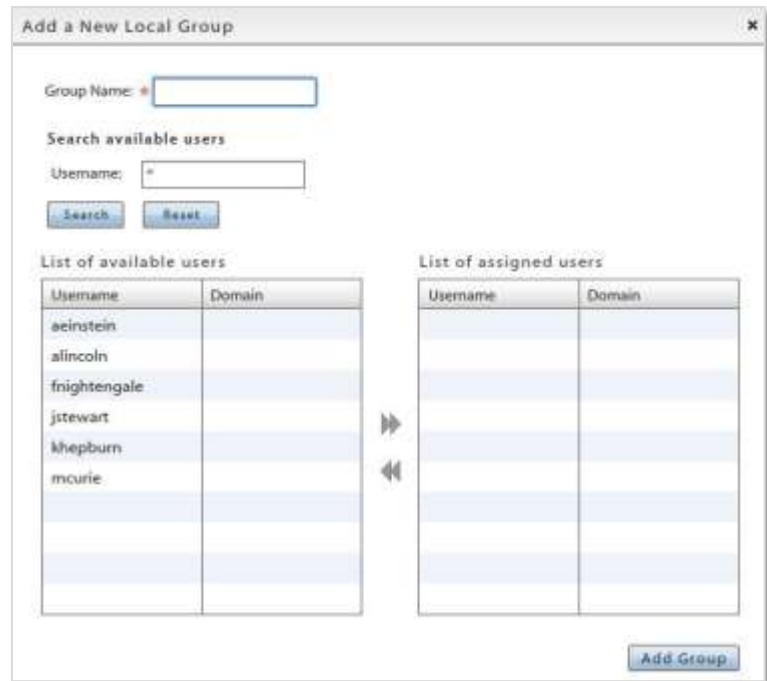 Add a New Local Group
Group Name: *
Search available users
Username: *
Search Reset
List of available users
Username Domain
aeinstein
alincoln
fnightengale
jstewart
khepburn
mcurie
List of assigned users
Username Domain
Add Group